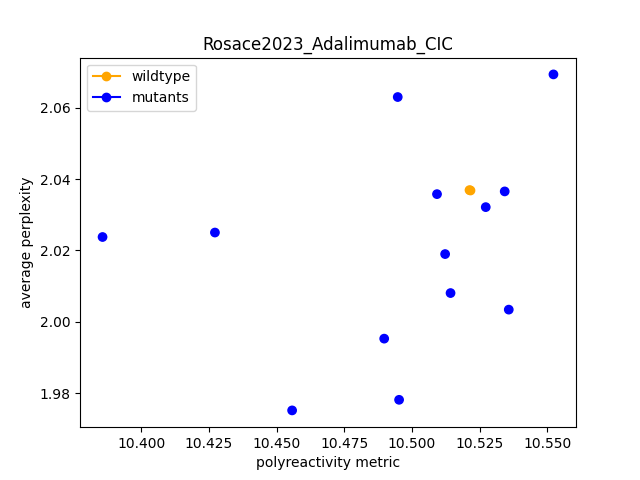 Rosace2023_Adalimumab_CIC
wildtype
mutants
average perplexity
2.06
2.04
2.02
2.00
1.98
10.400 10.425 10.450 10.475 10.500 10.525 10.550
polyreactivity metric